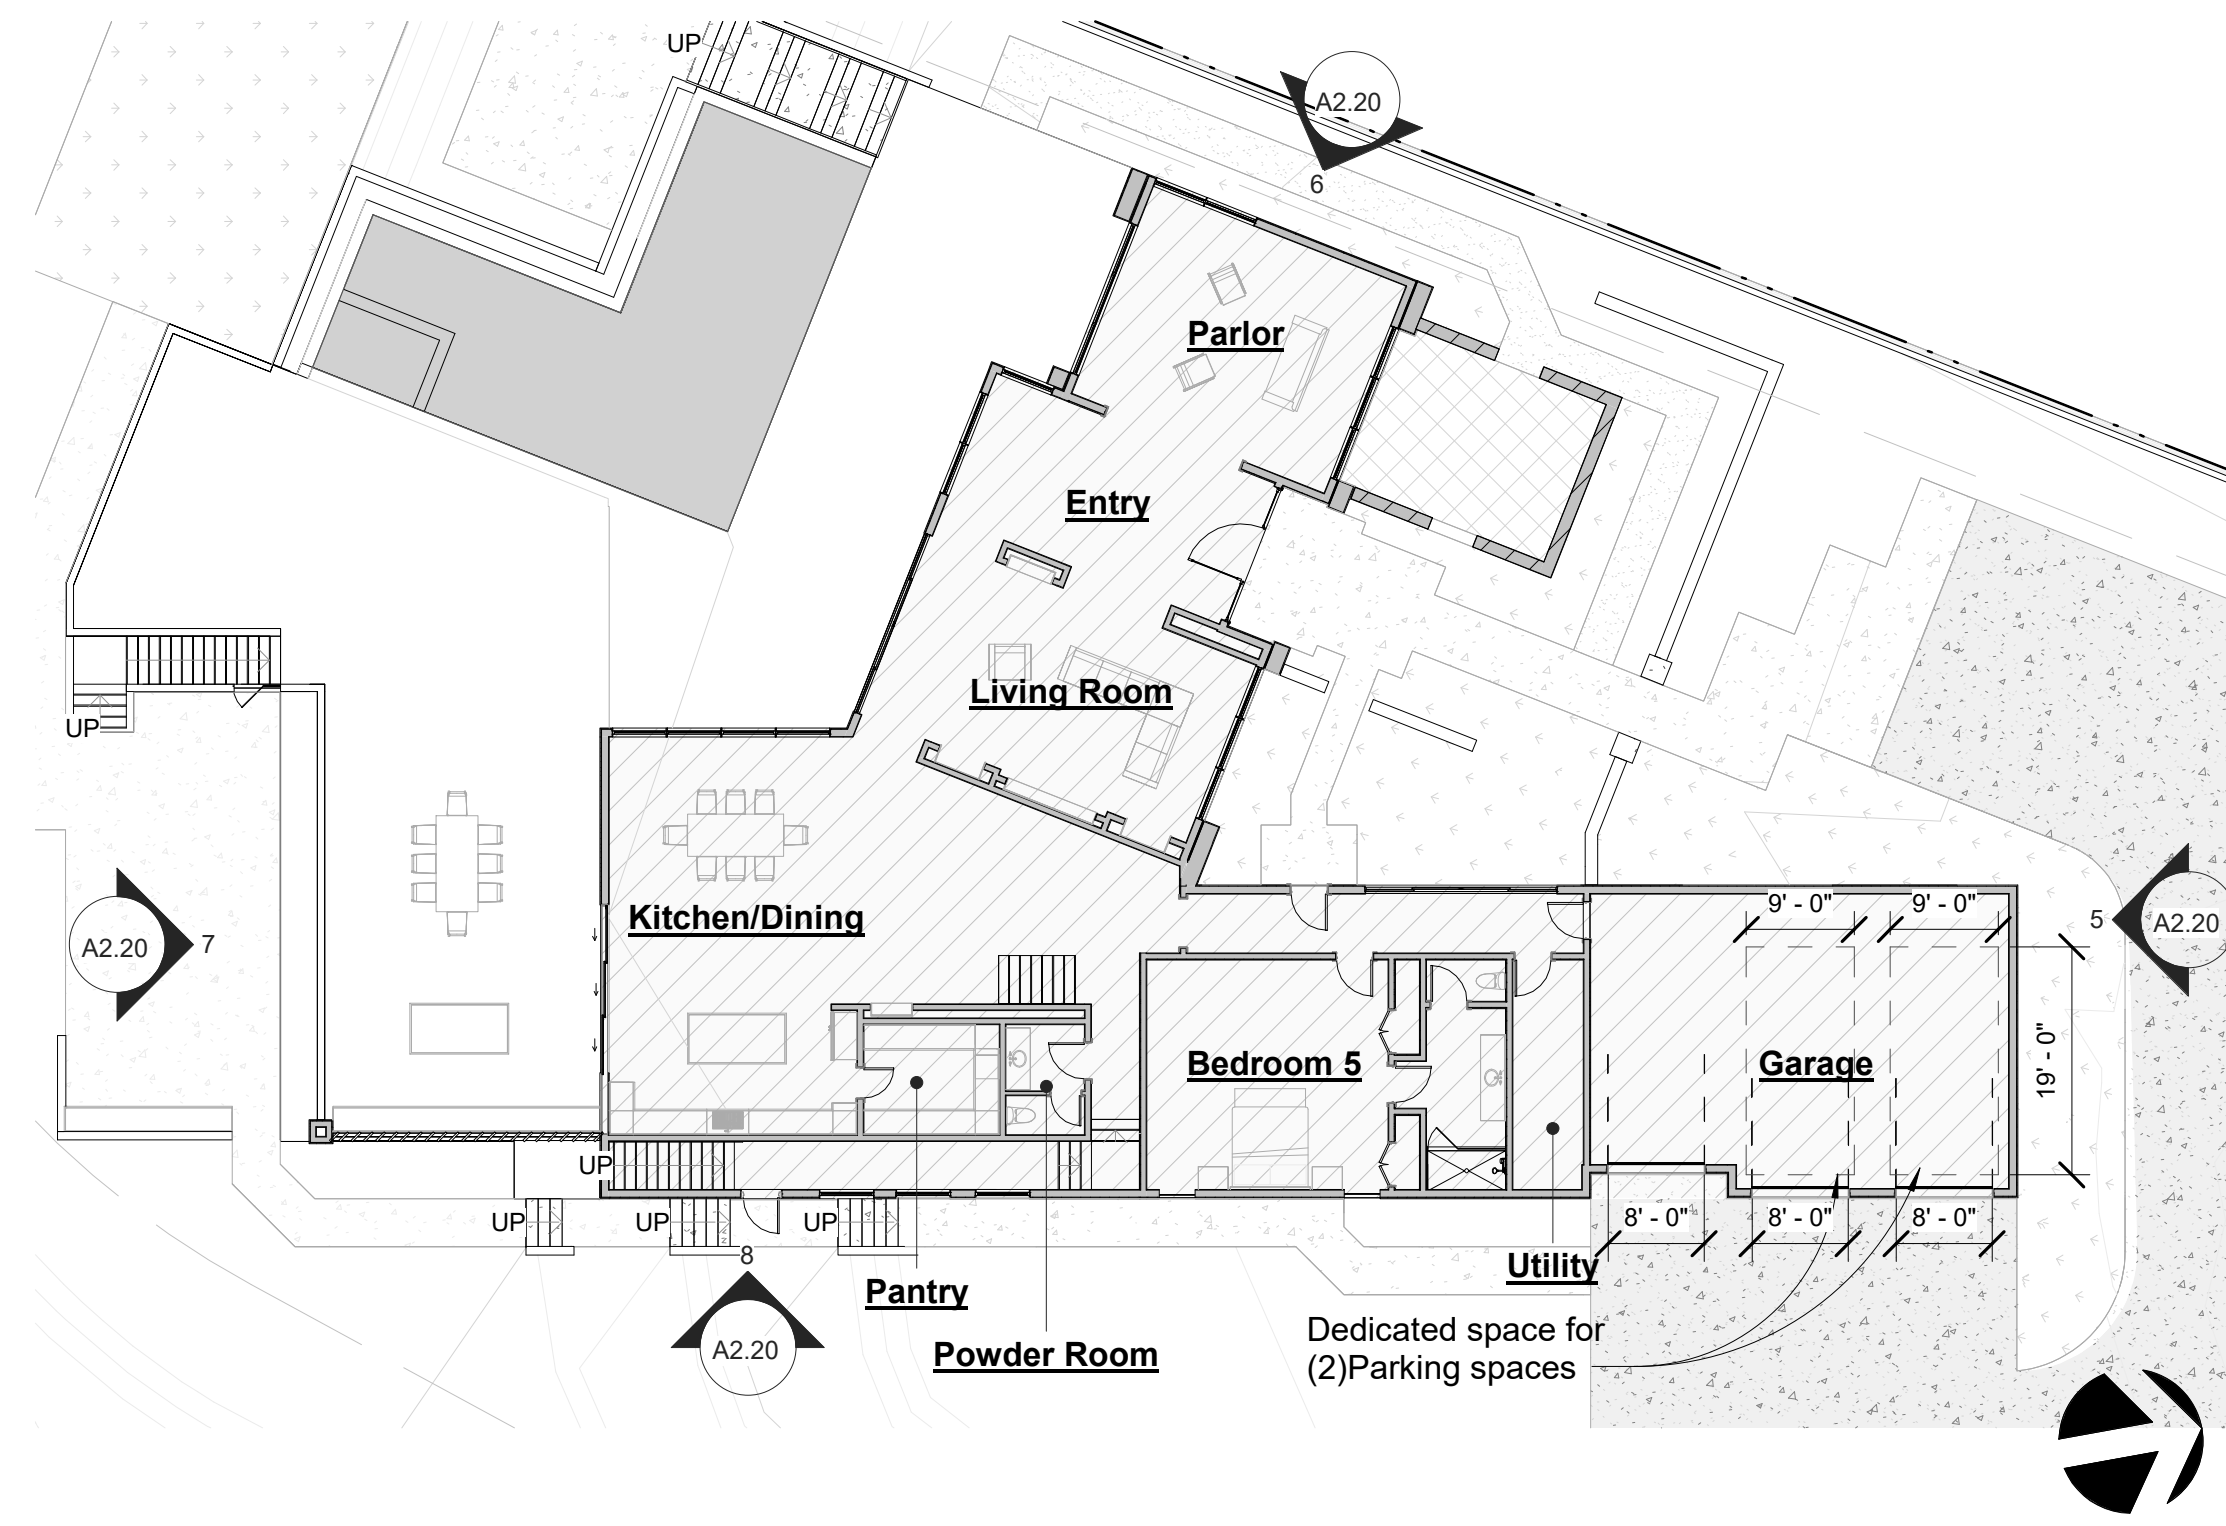 UP
A2.20
6
Parlor
Entry
Living Room
UP
9' - 0"
9' - 0"
Kitchen/Dining
A2.20
7
5
A2.20
19' - 0"
Bedroom 5
Garage
UP
UP
UP
UP
8' - 0"
8' - 0"
8' - 0"
8
A2.20
Utility
Pantry
Powder Room
Dedicated space for
(2)Parking spaces